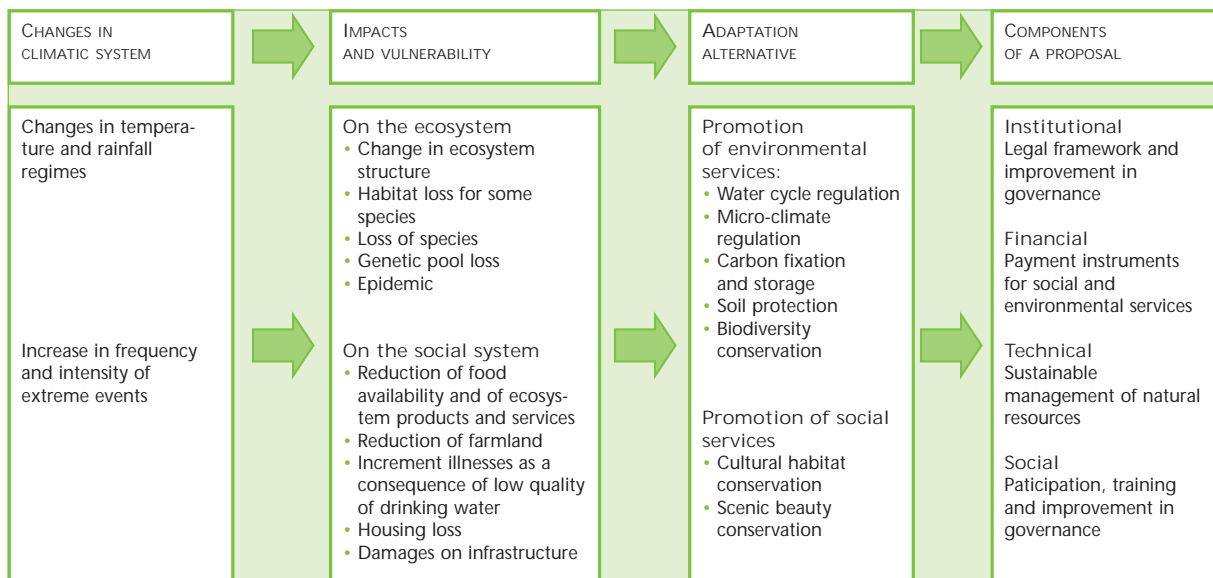 CHANGES IN
CLIMATIC SYSTEM
IMPACTS
AND VULNERABILITY
ADAPTATION
ALTERNATIVE
COMPONENTS
OF A PROPOSAL
Changes in tempera-
ture and rainfall
regimes
Increase in frequency
and intensity of
extreme events
On the ecosystem
• Change in ecosystem
structure
• Habitat loss for some
species
• Loss of species
• Genetic pool loss
• Epidemic
On the social system
• Reduction of food
availability and of ecosys-
tem products and services
• Reduction of farmland
• Increment illnesses as a
consequence of low quality
of drinking water
• Housing loss
• Damages on infrastructure
Promotion
of environmental
services:
• Water cycle regulation
• Micro-climate
regulation
• Carbon fixation
and storage
• Soil protection
• Biodiversity
conservation
Promotion of social
services
• Cultural habitat
conservation
• Scenic beauty
conservation
Institutional
Legal framework and
improvement in
governance
Financial
Payment instruments
for social and
environmental services
Technical
Sustainable
management of natural
resources
Social
Paticipation, training
and improvement in
governance